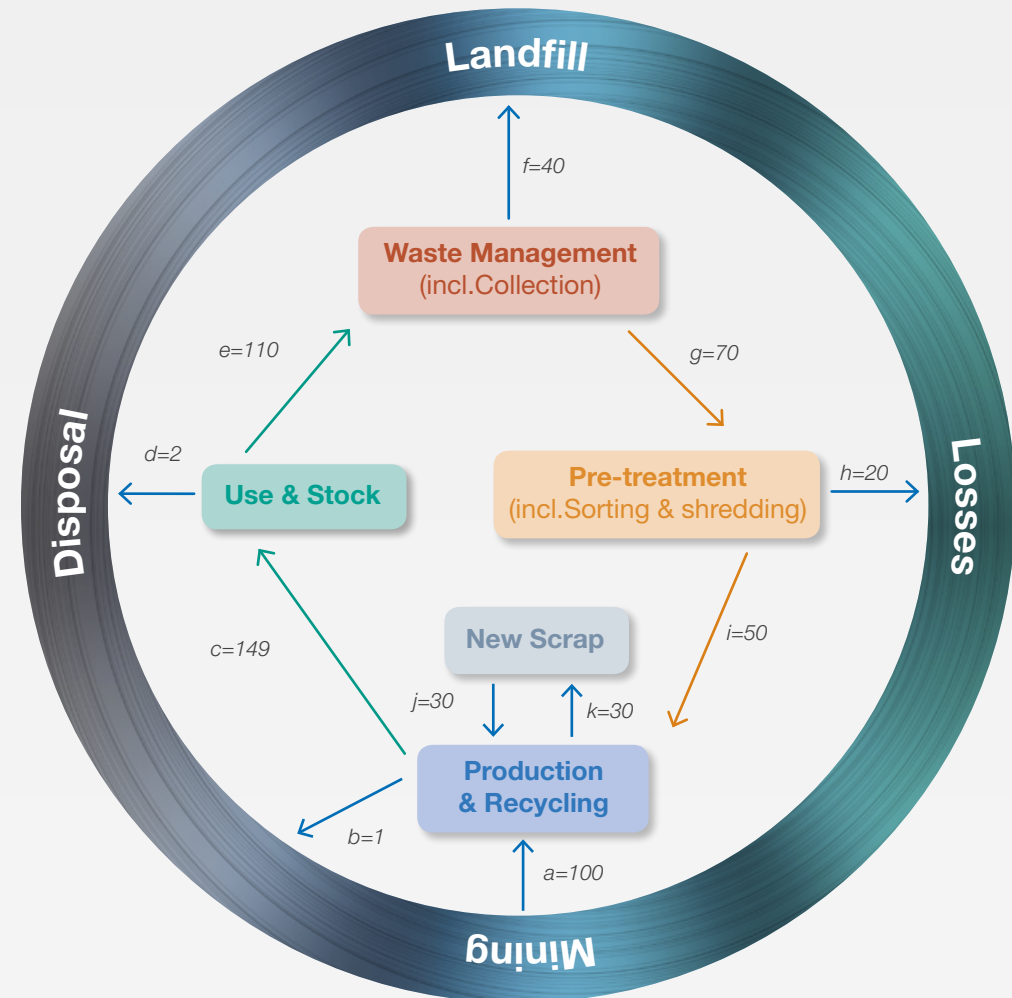 Landfill
f=40
Waste Management
(incl.Collection)
e=110
g=70
Disposal
d=2
Use & Stock
Pre-treatment
(incl.Sorting & shredding)
h=20
Losses
c=149
New Scrap
i=50
j=30
k=30
Production
& Recycling
b=1
a=100
Mining